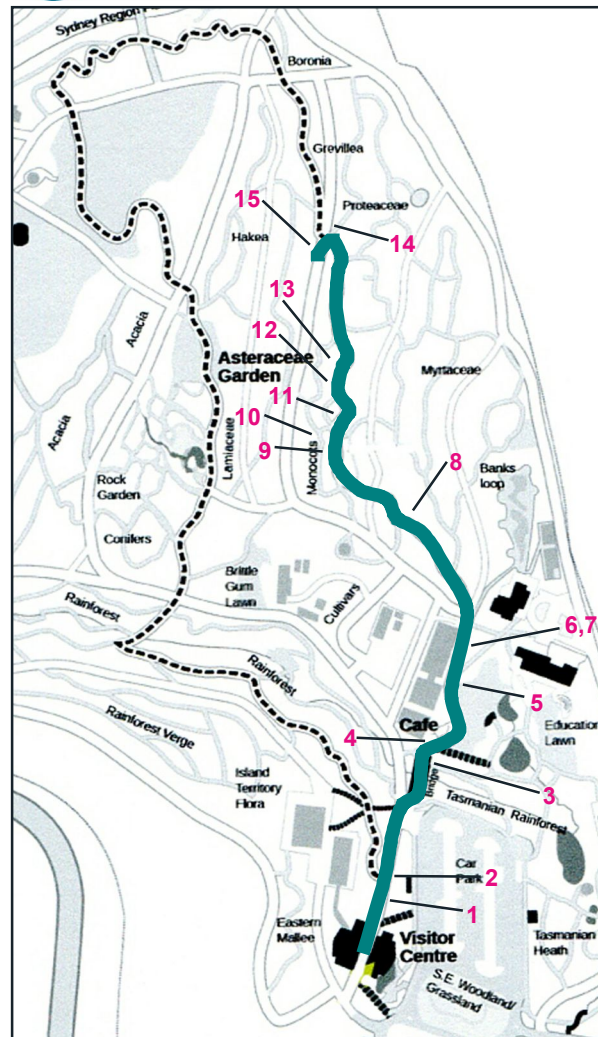 Sydney Region
Boronia
Grevillea
Proteaceae
15
14
Hakea
13
Acacia
12
Asteraceae
Garden
Myrtaceae
11
10
Acacia
Lamiaceae
9
Monocots
8
Banks
loop
Rock
Garden
Conifers
Brittle
Gum
Lawn
Cultivars
Rainforest
6,7
Rainforest
5
Rainforest Verge
Cafe
4
Education
Lawn
Island
Territory
Flora
Bridge
3
Tasmanian Rainforest
Car
Park
2
1
Eastern
Mallee
Visitor
Centre
Tasmanian
Heath
S.E. Woodland/
Grassland